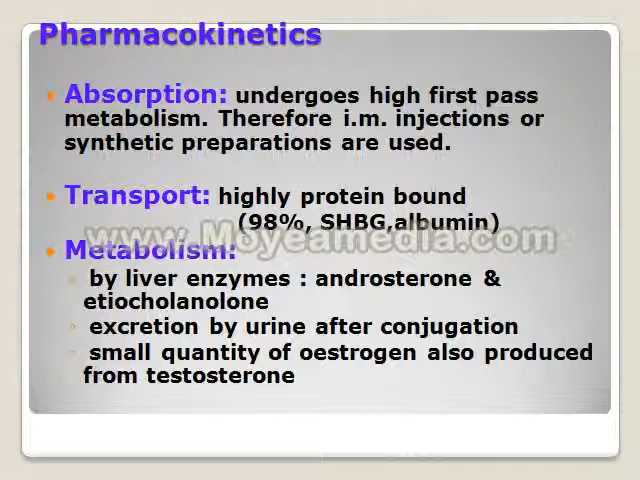 Pharmacokinetics
Absorption: undergoes high first pass
metabolism. Therefore i.m. injections or
synthetic preparations are used.
Transport: highly protein bound
(98%, SHBG,albumin)
www.Moyeamedia.com
Metabolism:
by liver enzymes : androsterone &
etiocholanolone
excretion by urine after conjugation
small quantity of oestrogen also produced
from testosterone